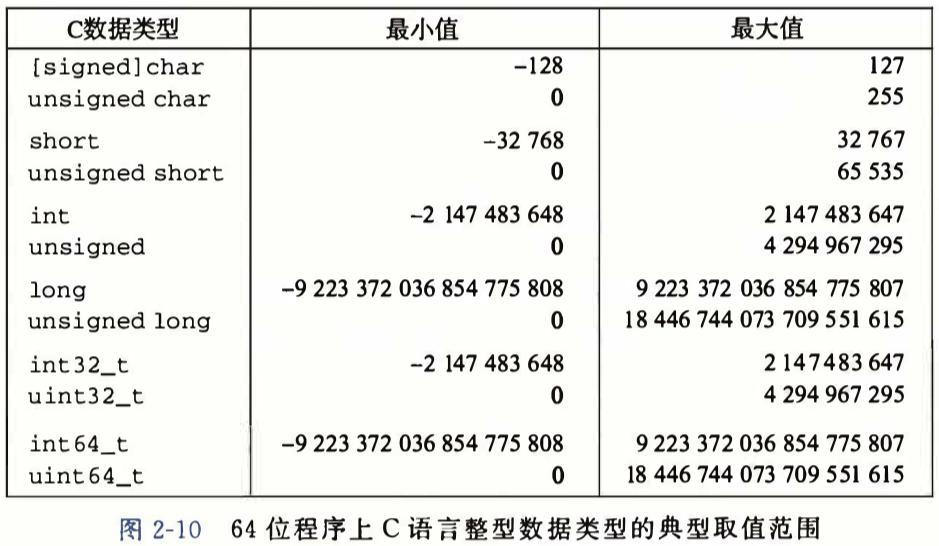 C数据类型 最小值 最大值
[signed]char −128 127
unsigned char 0 255
short −32 768 32 767
unsigned short 0 65 535
int −2 147 483 648 2 147 483 647
unsigned 0 4 294 967 295
long −9 223 372 036 854 775 808 9 223 372 036 854 775 807
unsigned long 0 18 446 744 073 709 551 615
int32_t −2 147 483 648 2 147 483 647
uint32_t 0 4 294 967 295
int64_t −9 223 372 036 854 775 808 9 223 372 036 854 775 807
uint64_t 0 18 446 744 073 709 551 615
图 2-10 64 位程序上 C 语言整型数据类型的典型取值范围